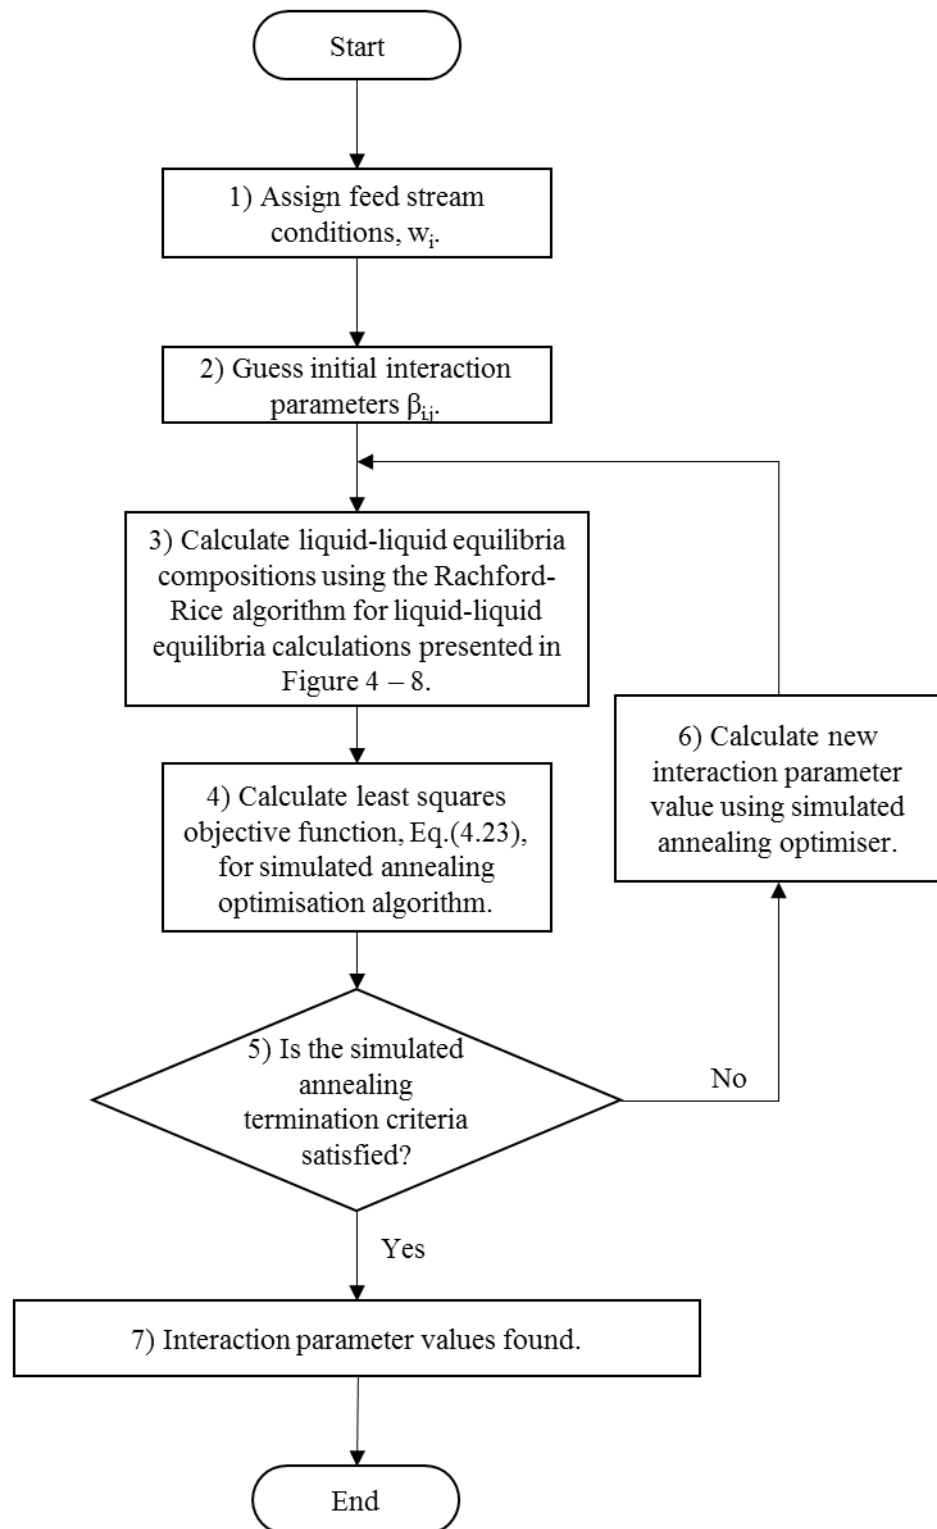 Start
1) Assign feed stream
conditions, wᵢ.
2) Guess initial interaction
parameters βᵢⱼ.
3) Calculate liquid-liquid equilibria
compositions using the Rachford-
Rice algorithm for liquid-liquid
equilibria calculations presented in
Figure 4 – 8.
4) Calculate least squares
objective function, Eq.(4.23),
for simulated annealing
optimisation algorithm.
6) Calculate new
interaction parameter
value using simulated
annealing optimiser.
5) Is the simulated
annealing
termination criteria
satisfied?
No
Yes
7) Interaction parameter values found.
End